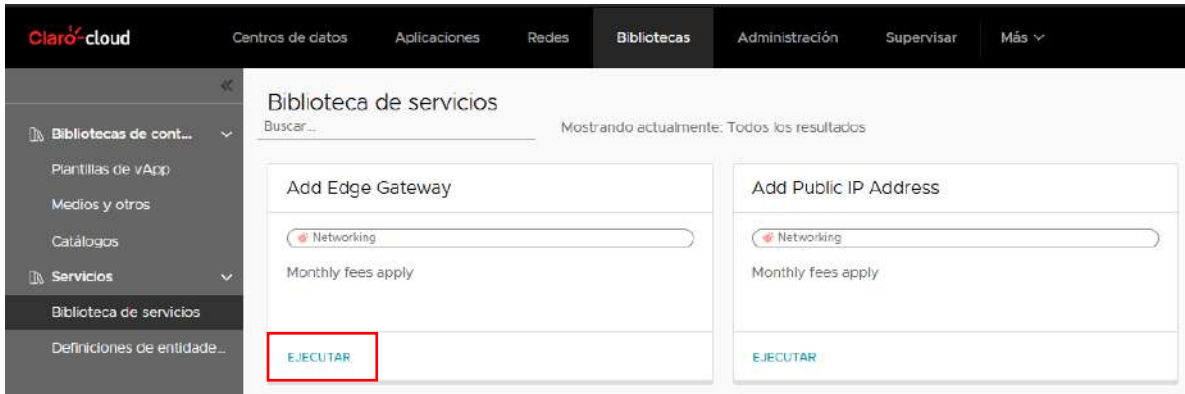 Claro-cloud
Centros de datos
Aplicaciones
Redes
Bibliotecas
Administración
Supervisar
Más
Biblioteca de servicios
Buscar...
Mostrando actualmente: Todos los resultados
Bibliotecas de cont...
Plantillas de vApp
Medios y otros
Catálogos
Servicios
Biblioteca de servicios
Definiciones de entidade...
Add Edge Gateway
Networking
Monthly fees apply
EJECUTAR
Add Public IP Address
Networking
Monthly fees apply
EJECUTAR